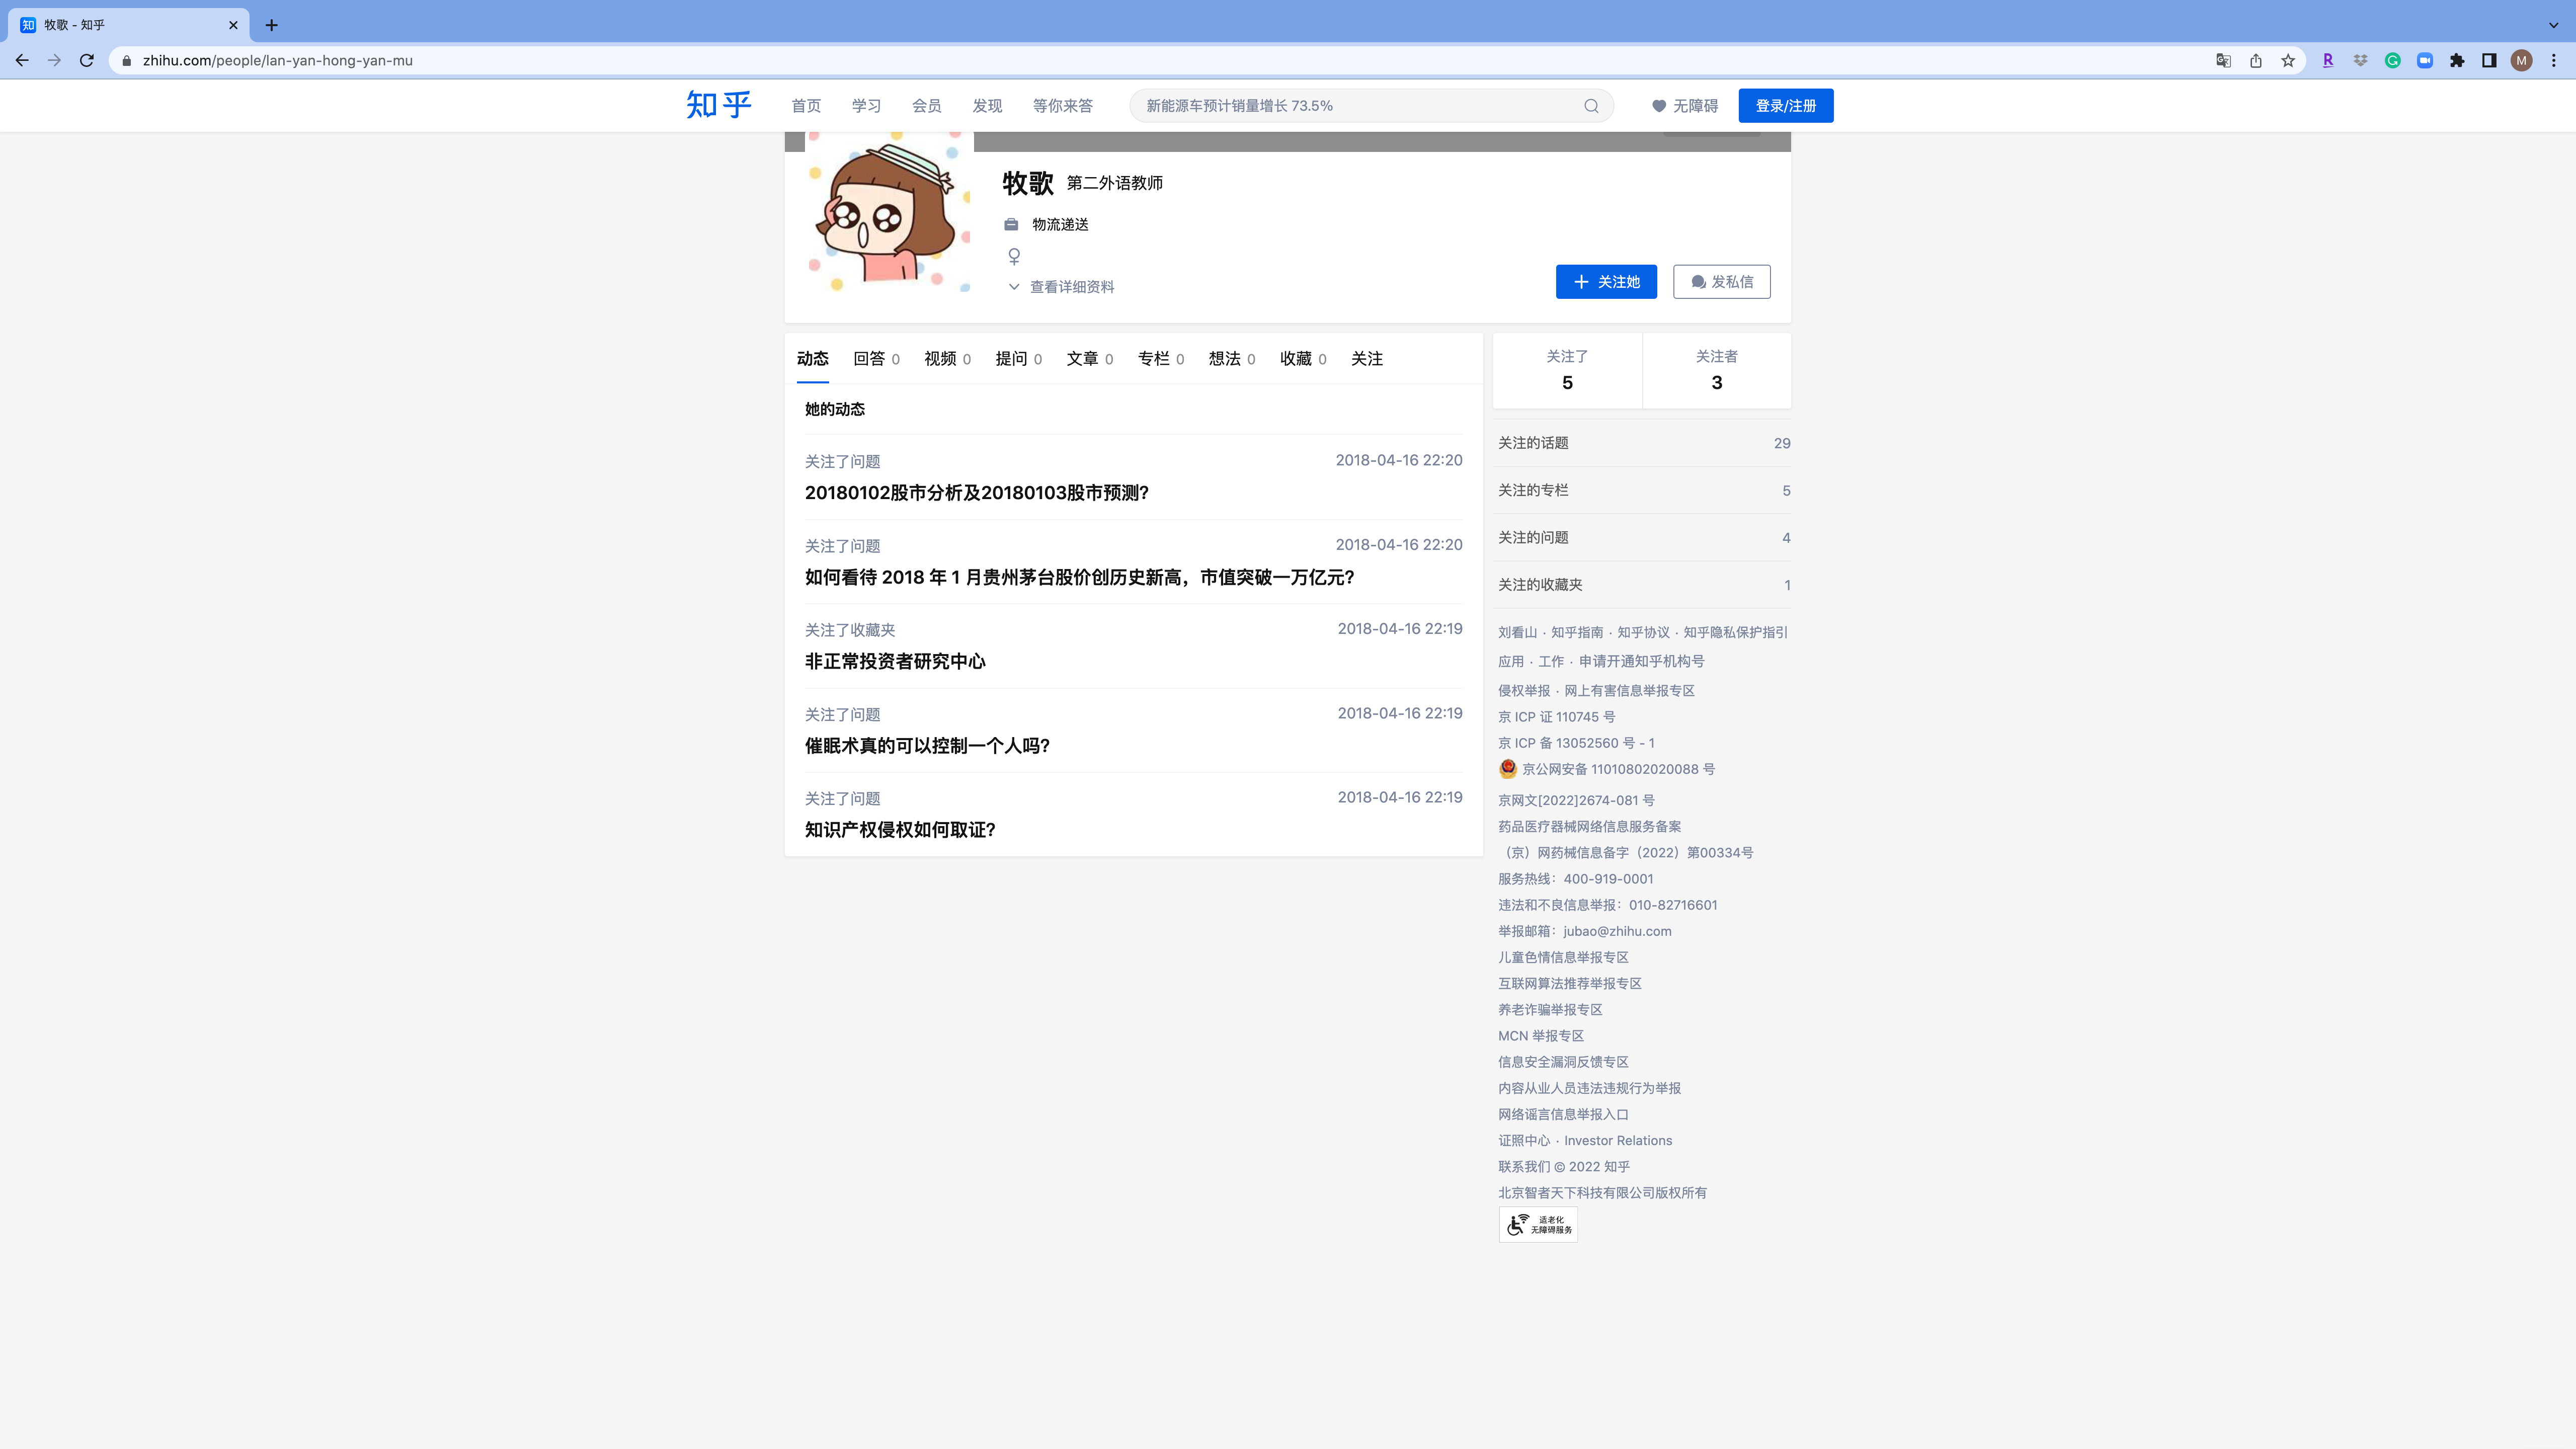 知 牧歌 - 知乎
zhihu.com/people/lan-yan-hong-yan-mu
R
M
知乎 首页 学习 会员 发现 等你来答 新能源车预计销量增长 73.5% 无障碍 登录/注册
牧歌 第二外语教师
物流递送
查看详细资料
关注她 发私信
动态 回答 0 视频 0 提问 0 文章 0 专栏 0 想法 0 收藏 0 关注
她的动态
关注了问题 2018-04-16 22:20
20180102股市分析及20180103股市预测?
关注了问题 2018-04-16 22:20
如何看待 2018 年 1 月贵州茅台股价创历史新高，市值突破一万亿元?
关注了收藏夹 2018-04-16 22:19
非正常投资者研究中心
关注了问题 2018-04-16 22:19
催眠术真的可以控制一个人吗?
关注了问题 2018-04-16 22:19
知识产权侵权如何取证?
关注了 关注者
5 3
关注的话题 29
关注的专栏 5
关注的问题 4
关注的收藏夹 1
刘看山 · 知乎指南 · 知乎协议 · 知乎隐私保护指引
应用 · 工作 · 申请开通知乎机构号
侵权举报 · 网上有害信息举报专区
京 ICP 证 110745 号
京 ICP 备 13052560 号 - 1
京公网安备 11010802020088 号
京网文[2022]2674-081 号
药品医疗器械网络信息服务备案
（京）网药械信息备字（2022）第00334号
服务热线：400-919-0001
违法和不良信息举报：010-82716601
举报邮箱：jubao@zhihu.com
儿童色情信息举报专区
互联网算法推荐举报专区
养老诈骗举报专区
MCN 举报专区
信息安全漏洞反馈专区
内容从业人员违法违规行为举报
网络谣言信息举报入口
证照中心 · Investor Relations
联系我们 © 2022 知乎
北京智者天下科技有限公司版权所有
适老化
无障碍服务